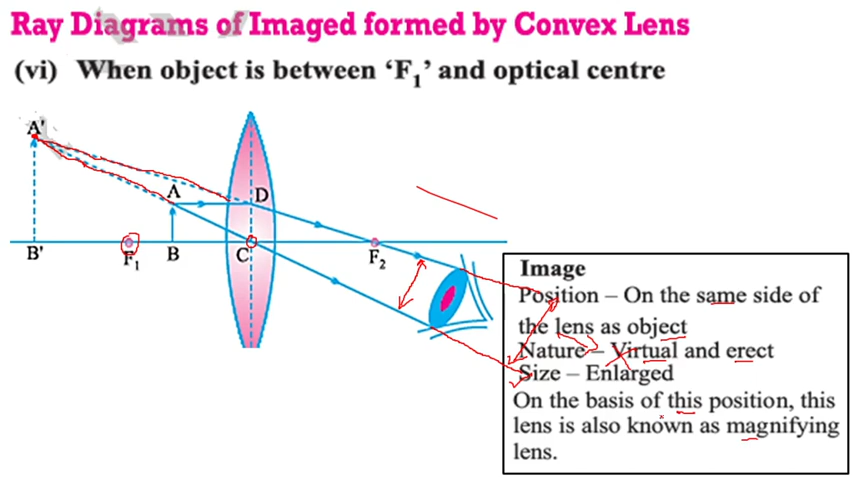 Ray Diagrams of Imaged formed by Convex Lens
(vi) When object is between ‘F₁’ and optical centre
A'
A
D
B'
F₁
B
C
F₂
Image
Position – On the same side of
the lens as object
Nature – Virtual and erect
Size – Enlarged
On the basis of this position, this
lens is also known as magnifying
lens.